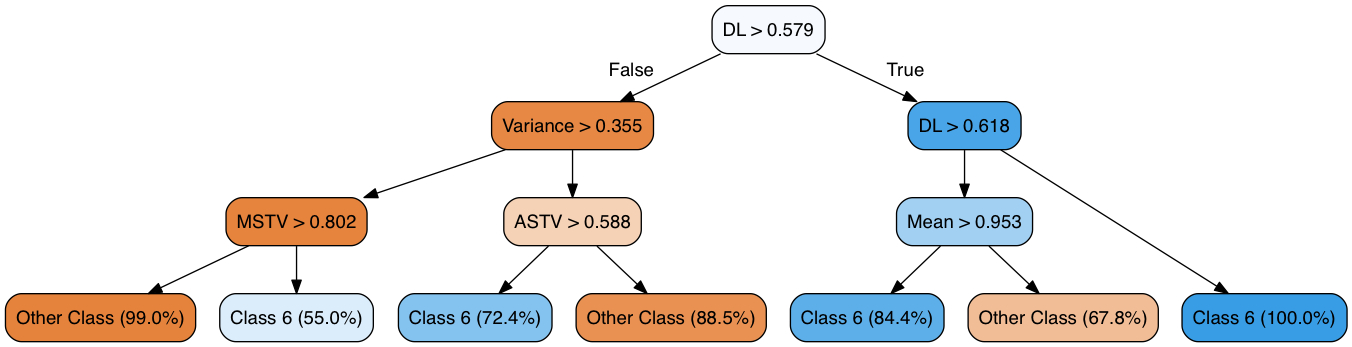 DL > 0.579
False
True
Variance > 0.355
DL > 0.618
MSTV > 0.802
ASTV > 0.588
Mean > 0.953
Other Class (99.0%)
Class 6 (55.0%)
Class 6 (72.4%)
Other Class (88.5%)
Class 6 (84.4%)
Other Class (67.8%)
Class 6 (100.0%)